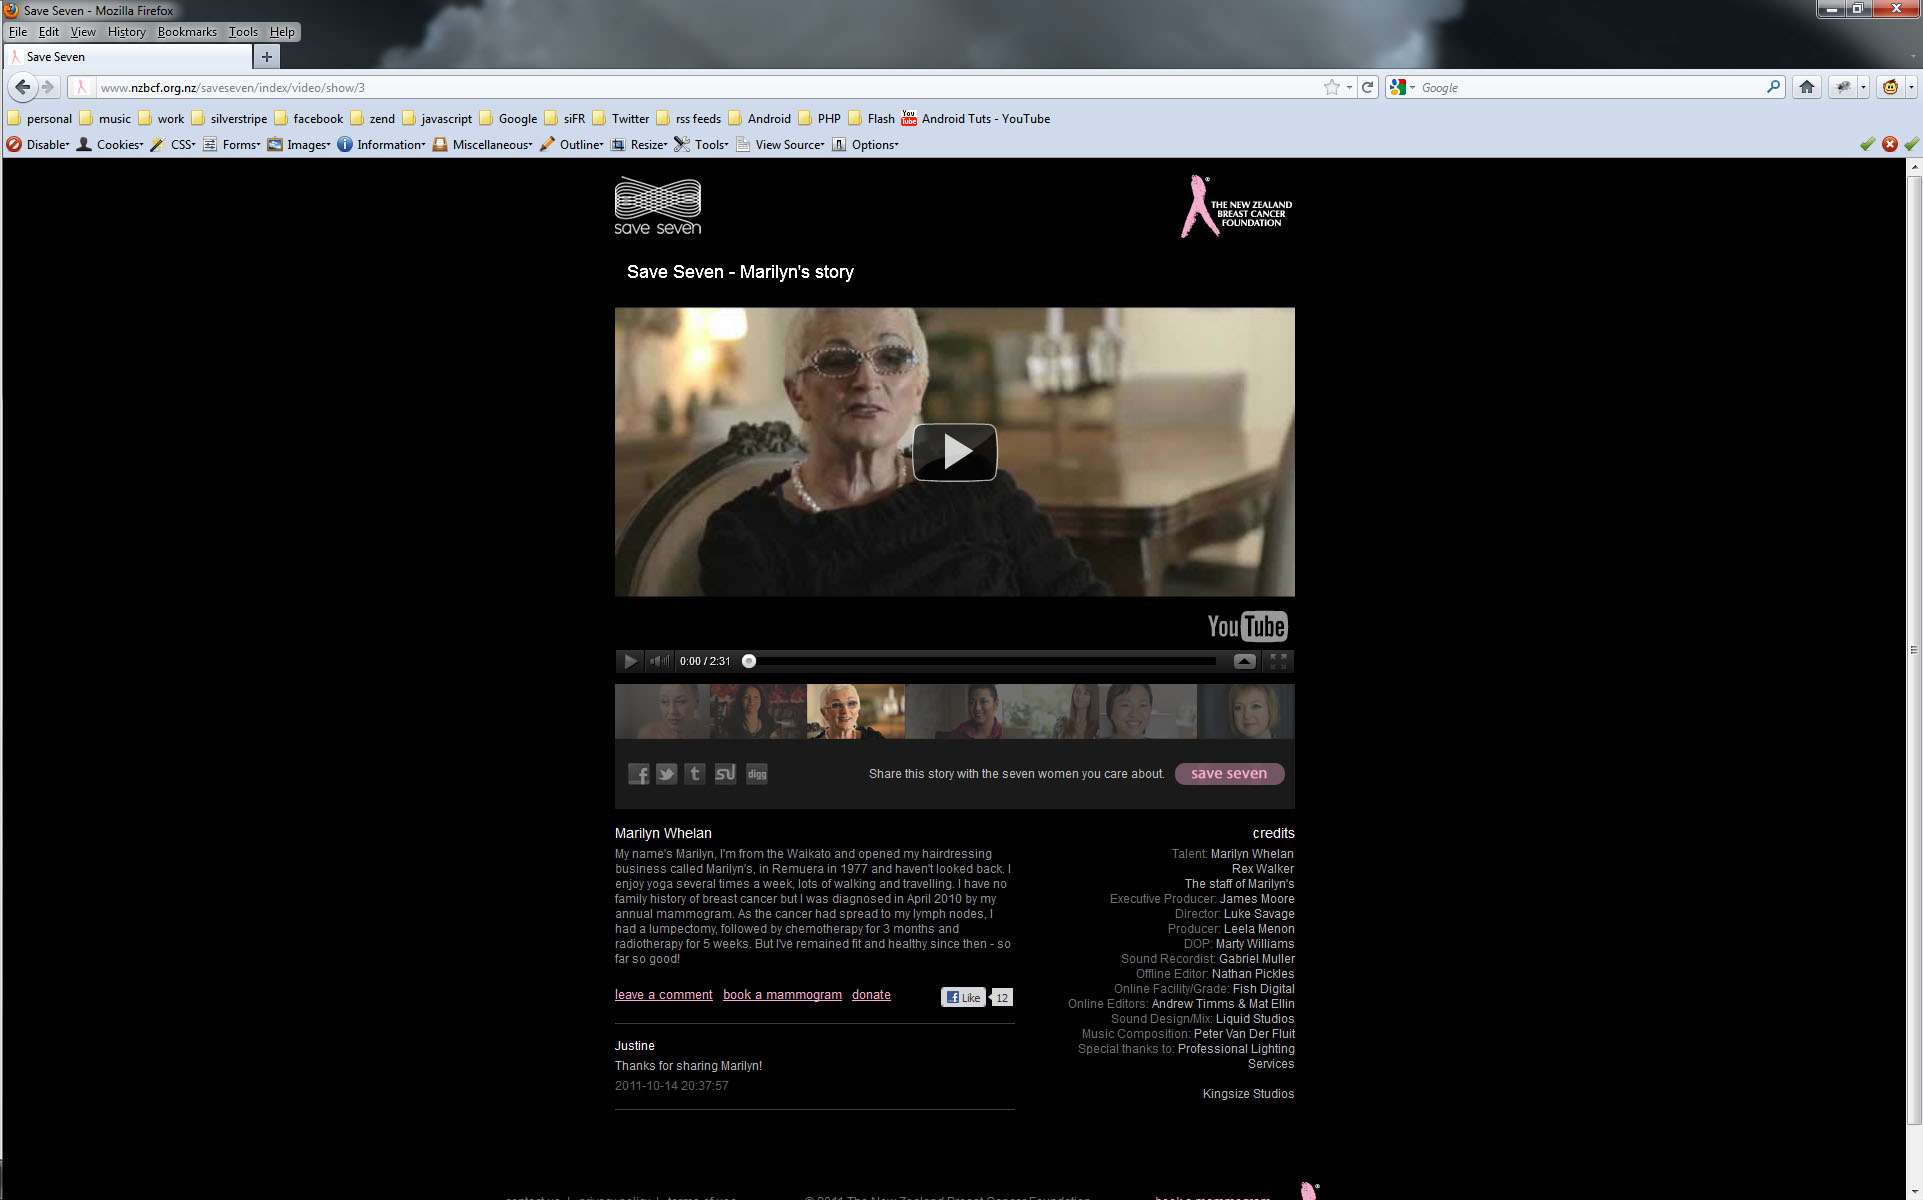 Save Seven - Mozilla Firefox
File Edit View History Bookmarks Tools Help
Save Seven
www.nzbcf.org.nz/saveseven/index/video/show/3
Google
personal music work silverstripe facebook zend javascript Google siFR Twitter rss feeds Android PHP Flash You Tube Android Tuts - YouTube
Disable Cookies CSS Forms Images Information Miscellaneous Outline Resize Tools View Source Options
save seven
THE NEW ZEALAND
BREAST CANCER
FOUNDATION
Save Seven - Marilyn's story
YouTube
0:00 / 2:31
digg
Share this story with the seven women you care about. save seven
Marilyn Whelan
My name's Marilyn, I'm from the Waikato and opened my hairdressing
business called Marilyn's, in Remuera in 1977 and haven't looked back. I
enjoy yoga several times a week, lots of walking and travelling. I have no
family history of breast cancer but I was diagnosed in April 2010 by my
annual mammogram. As the cancer had spread to my lymph nodes, I
had a lumpectomy, followed by chemotherapy for 3 months and
radiotherapy for 5 weeks. But I've remained fit and healthy since then - so
far so good!
leave a comment book a mammogram donate
Like 12
Justine
Thanks for sharing Marilyn!
2011-10-14 20:37:57
credits
Talent: Marilyn Whelan
Rex Walker
The staff of Marilyn's
Executive Producer: James Moore
Director: Luke Savage
Producer: Leela Menon
DOP: Marty Williams
Sound Recordist: Gabriel Muller
Offline Editor: Nathan Pickles
Online Facility/Grade: Fish Digital
Online Editors: Andrew Timms & Mat Ellin
Sound Design/Mix: Liquid Studios
Music Composition: Peter Van Der Fluit
Special thanks to: Professional Lighting
Services
Kingsize Studios